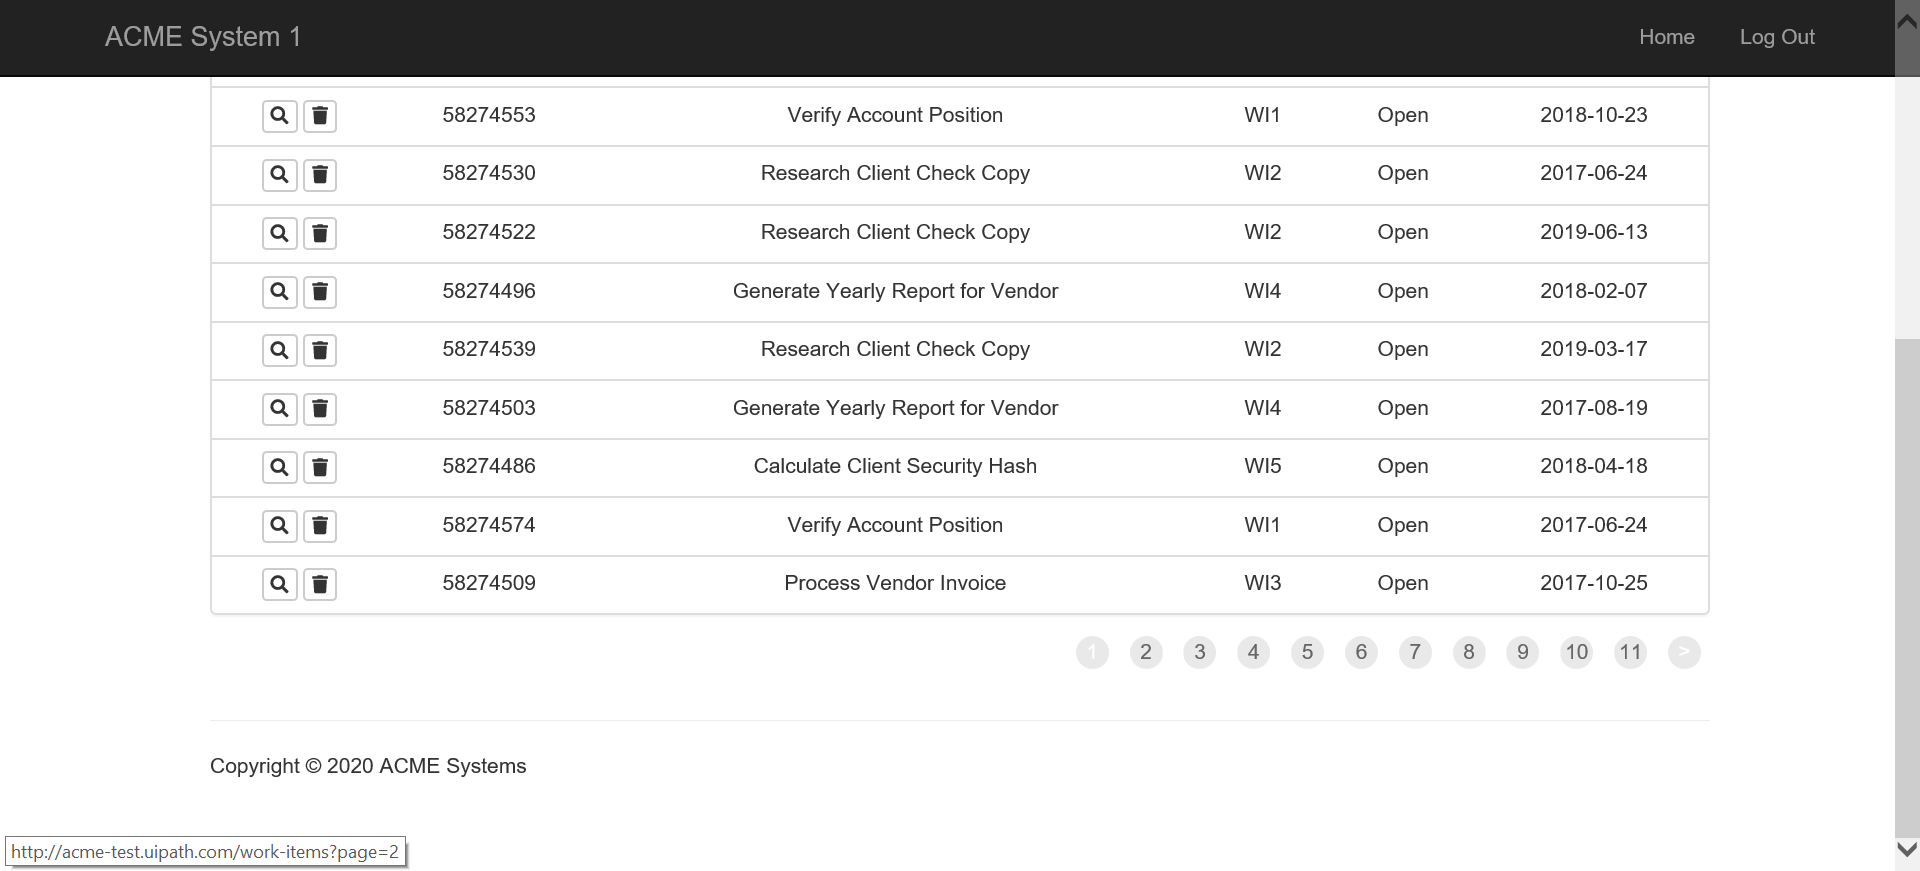 ACME System 1 Home Log Out
58274553 Verify Account Position WI1 Open 2018-10-23
58274530 Research Client Check Copy WI2 Open 2017-06-24
58274522 Research Client Check Copy WI2 Open 2019-06-13
58274496 Generate Yearly Report for Vendor WI4 Open 2018-02-07
58274539 Research Client Check Copy WI2 Open 2019-03-17
58274503 Generate Yearly Report for Vendor WI4 Open 2017-08-19
58274486 Calculate Client Security Hash WI5 Open 2018-04-18
58274574 Verify Account Position WI1 Open 2017-06-24
58274509 Process Vendor Invoice WI3 Open 2017-10-25
1 2 3 4 5 6 7 8 9 10 11 >
Copyright © 2020 ACME Systems
http://acme-test.uipath.com/work-items?page=2